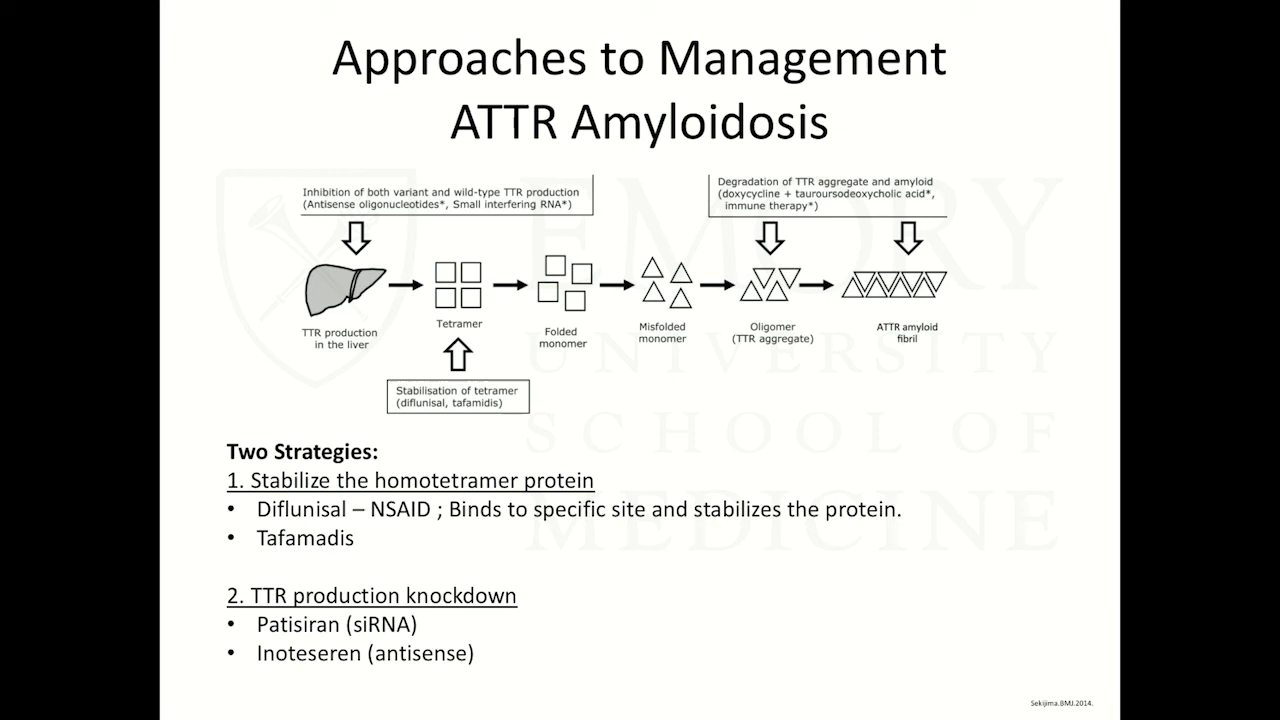 Approaches to Management
ATTR Amyloidosis
Inhibition of both variant and wild-type TTR production
(Antisense oligonucleotides*, Small interfering RNA*)
Degradation of TTR aggregate and amyloid
(doxycycline + tauroursodeoxycholic acid*,
immune therapy*)
TTR production
in the liver
Tetramer
Folded
monomer
Misfolded
monomer
Oligomer
(TTR aggregate)
ATTR amyloid
fibril
Stabilisation of tetramer
(diflunisal, tafamidis)
Two Strategies:
1. Stabilize the homotetramer protein
• Diflunisal – NSAID ; Binds to specific site and stabilizes the protein.
• Tafamadis
2. TTR production knockdown
• Patisiran (siRNA)
• Inoteseren (antisense)
Sekijima.BMJ.2014.
EMORY
UNIVERSITY
SCHOOL OF
MEDICINE